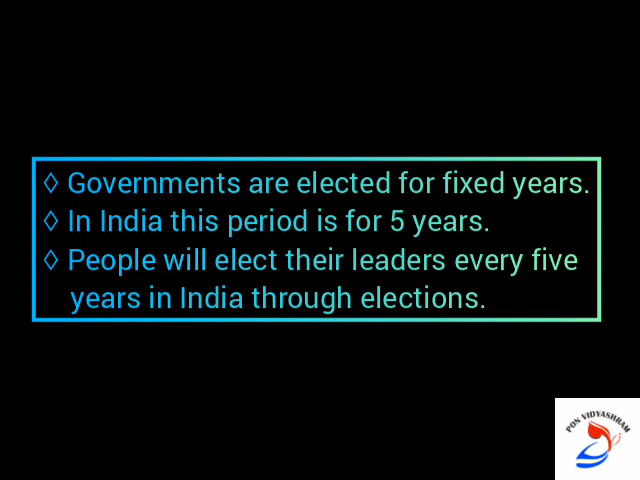 ◊ Governments are elected for fixed years.
◊ In India this period is for 5 years.
◊ People will elect their leaders every five
years in India through elections.
PON VIDYASHRAM